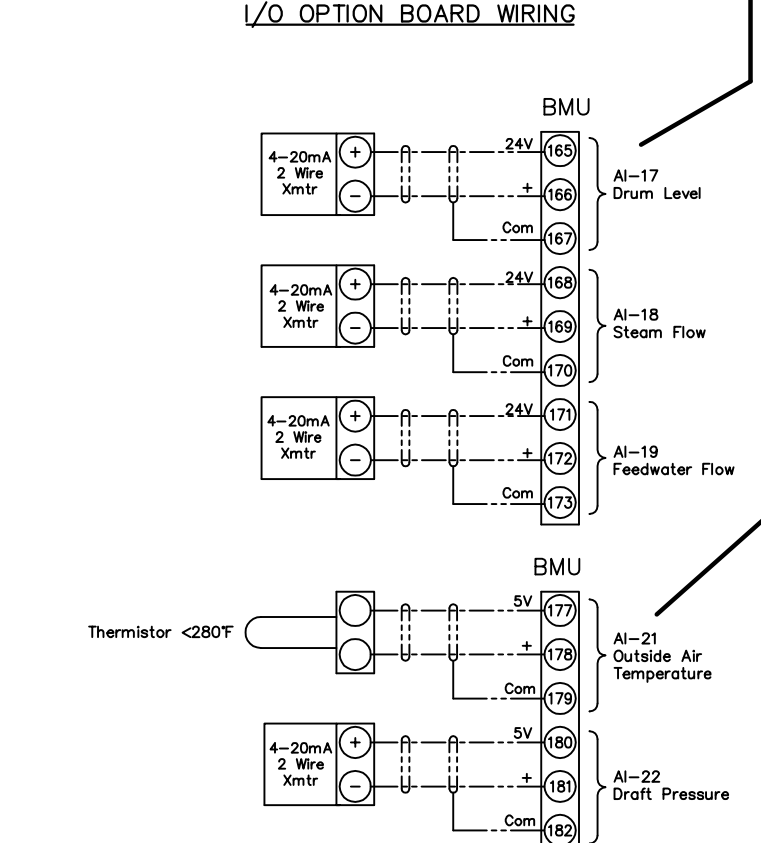 I/O OPTION BOARD WIRING
BMU
4-20mA
2 Wire
Xmtr
+
−
24V
165
+
166
Com
167
AI-17
Drum Level
4-20mA
2 Wire
Xmtr
+
−
24V
168
+
169
Com
170
AI-18
Steam Flow
4-20mA
2 Wire
Xmtr
+
−
24V
171
+
172
Com
173
AI-19
Feedwater Flow
BMU
Thermistor <280°F
5V
177
+
178
Com
179
AI-21
Outside Air
Temperature
4-20mA
2 Wire
Xmtr
+
−
5V
180
+
181
Com
182
AI-22
Draft Pressure